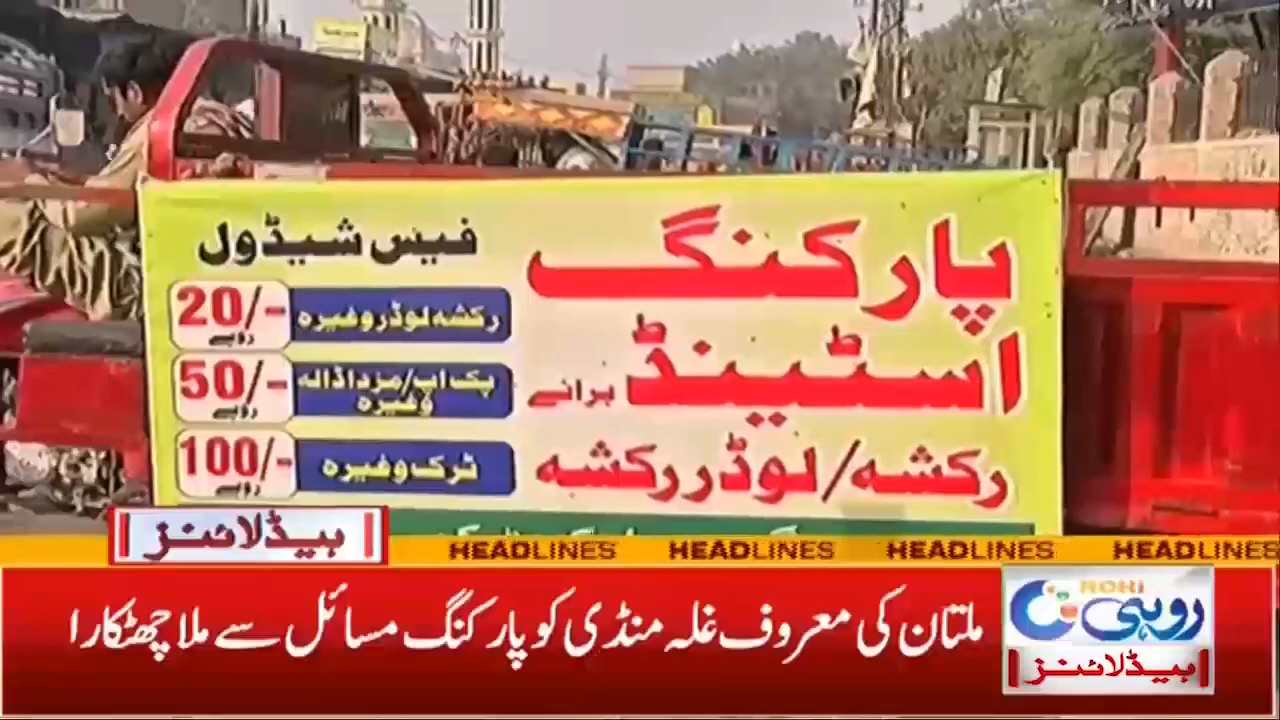 پارکنگ
اسٹینڈ برائے
رکشہ/لوڈر رکشہ
فیس شیڈول
رکشہ لوڈر وغیرہ 20/- روپے
پک اپ/مزدا ڈالہ وغیرہ 50/- روپے
ٹرک وغیرہ 100/- روپے
ہیڈلائنز
HEADLINES HEADLINES HEADLINES HEADLINES
ملتان کی معروف غلہ منڈی کو پارکنگ مسائل سے ملا چھٹکارا
ROHI
روہی
ہیڈلائنز